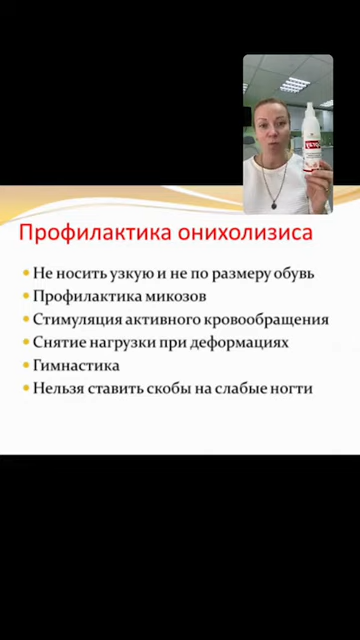 Профилактика онихолизиса
Не носить узкую и не по размеру обувь
Профилактика микозов
Стимуляция активного кровообращения
Снятие нагрузки при деформациях
Гимнастика
Нельзя ставить скобы на слабые ногти